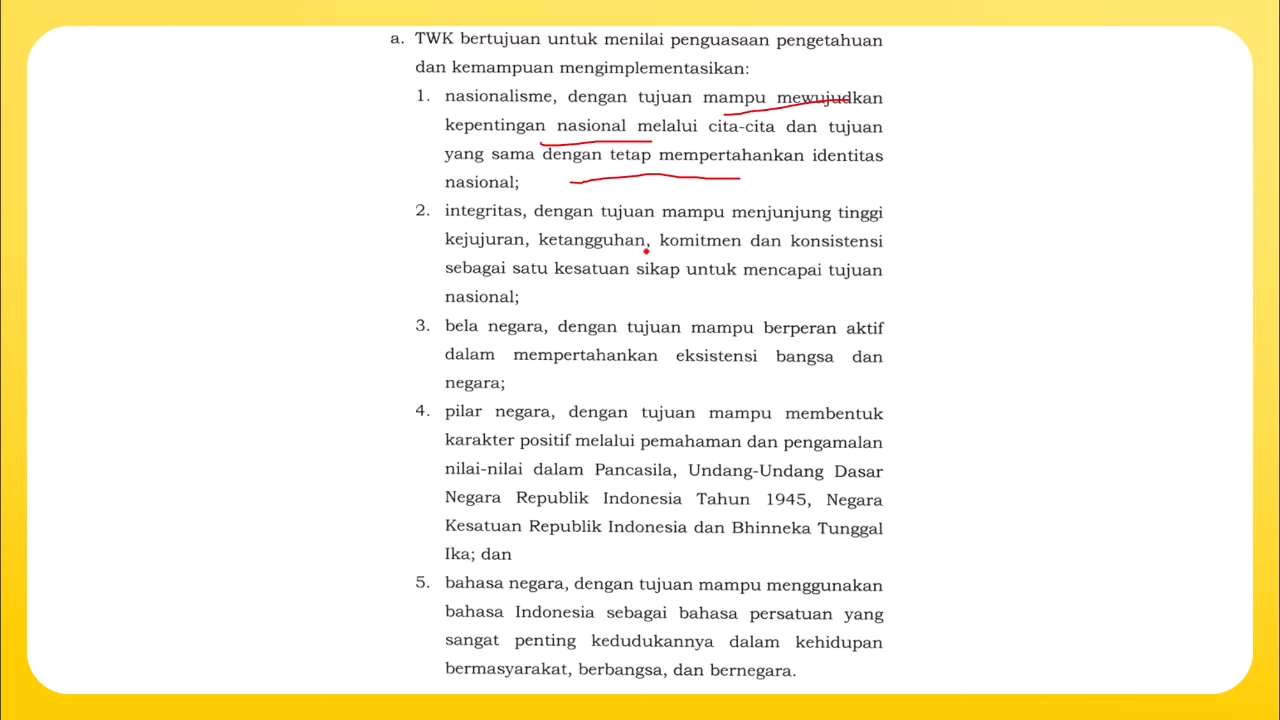 a. TWK bertujuan untuk menilai penguasaan pengetahuan
dan kemampuan mengimplementasikan:
1. nasionalisme, dengan tujuan mampu mewujudkan
kepentingan nasional melalui cita-cita dan tujuan
yang sama dengan tetap mempertahankan identitas
nasional;
2. integritas, dengan tujuan mampu menjunjung tinggi
kejujuran, ketangguhan, komitmen dan konsistensi
sebagai satu kesatuan sikap untuk mencapai tujuan
nasional;
3. bela negara, dengan tujuan mampu berperan aktif
dalam mempertahankan eksistensi bangsa dan
negara;
4. pilar negara, dengan tujuan mampu membentuk
karakter positif melalui pemahaman dan pengamalan
nilai-nilai dalam Pancasila, Undang-Undang Dasar
Negara Republik Indonesia Tahun 1945, Negara
Kesatuan Republik Indonesia dan Bhinneka Tunggal
Ika; dan
5. bahasa negara, dengan tujuan mampu menggunakan
bahasa Indonesia sebagai bahasa persatuan yang
sangat penting kedudukannya dalam kehidupan
bermasyarakat, berbangsa, dan bernegara.